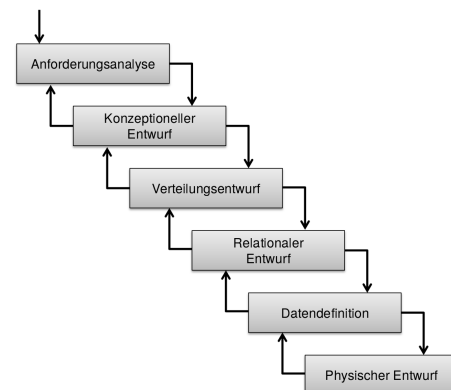 Anforderungsanalyse
Konzeptioneller
Entwurf
Verteilungsentwurf
Relationaler
Entwurf
Datendefinition
Physischer Entwurf